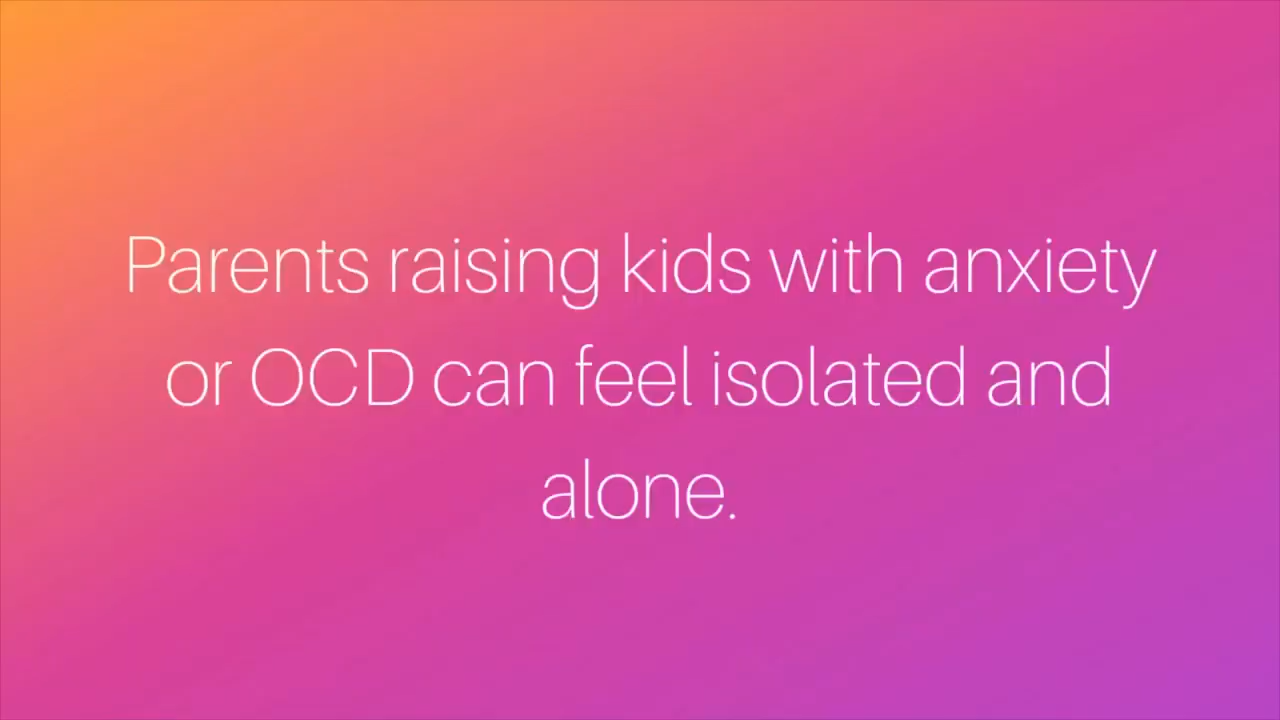 Parents raising kids with anxiety
or OCD can feel isolated and
alone.